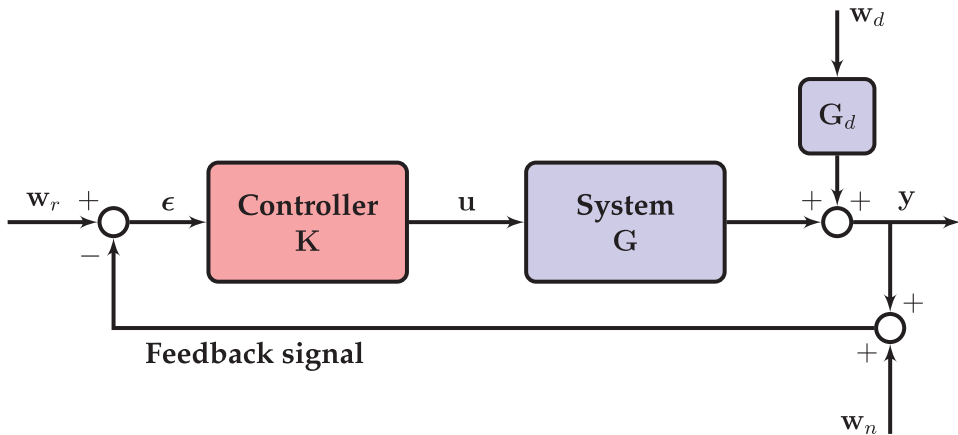 w_d
G_d
w_r
+
−
ϵ
Controller
K
u
System
G
+
+
y
+
+
Feedback signal
w_n